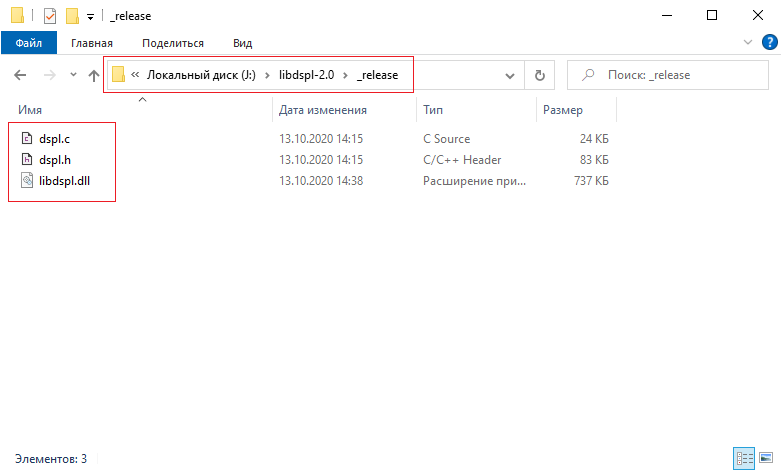 _release
Файл Главная Поделиться Вид
« Локальный диск (J:) › libdspl-2.0 › _release Поиск: _release
Имя Дата изменения Тип Размер
dspl.c 13.10.2020 14:15 C Source 24 КБ
dspl.h 13.10.2020 14:15 C/C++ Header 83 КБ
libdspl.dll 13.10.2020 14:38 Расширение при... 737 КБ
Элементов: 3